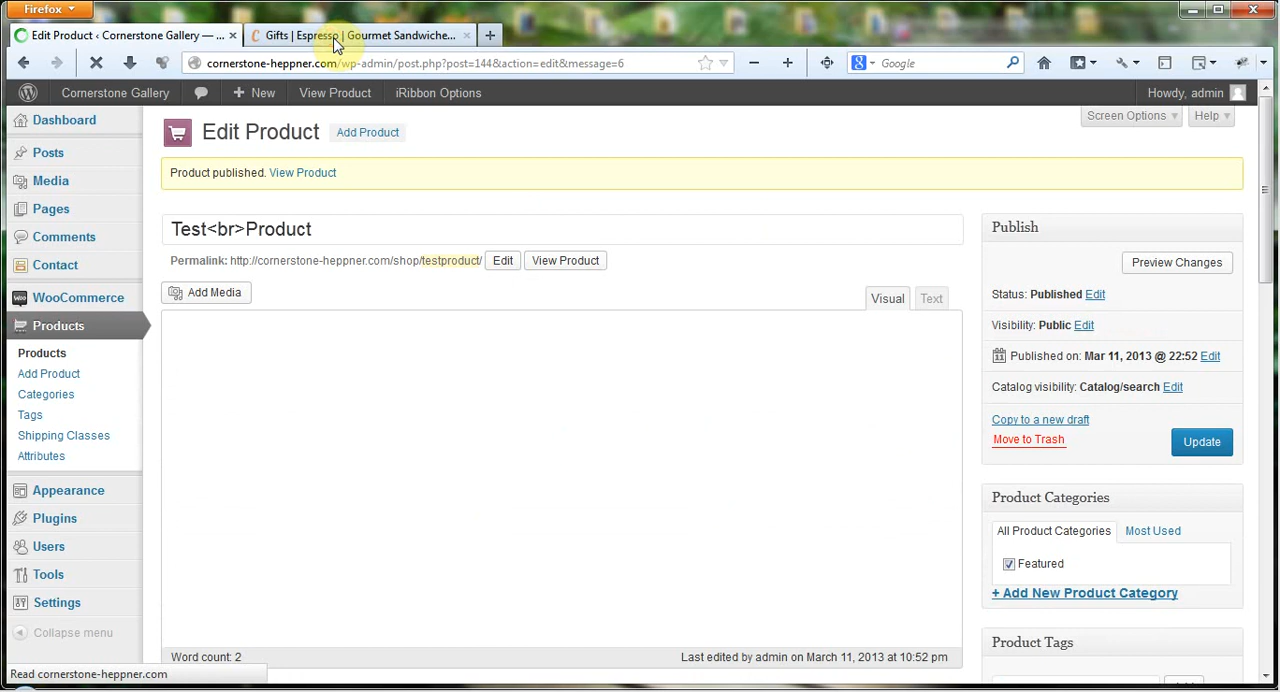 Firefox
Edit Product ‹ Cornerstone Gallery — ...
Gifts | Espresso | Gourmet Sandwiche...
cornerstone-heppner.com/wp-admin/post.php?post=144&action=edit&message=6
Google
Cornerstone Gallery
New
View Product
iRibbon Options
Howdy, admin
Dashboard
Posts
Media
Pages
Comments
Contact
WooCommerce
Products
Products
Add Product
Categories
Tags
Shipping Classes
Attributes
Appearance
Plugins
Users
Tools
Settings
Collapse menu
Screen Options
Help
Edit Product
Add Product
Product published. View Product
Test<br>Product
Permalink: http://cornerstone-heppner.com/shop/testproduct/ Edit View Product
Add Media
Visual
Text
Word count: 2
Last edited by admin on March 11, 2013 at 10:52 pm
Publish
Preview Changes
Status: Published Edit
Visibility: Public Edit
Published on: Mar 11, 2013 @ 22:52 Edit
Catalog visibility: Catalog/search Edit
Copy to a new draft
Move to Trash
Update
Product Categories
All Product Categories
Most Used
Featured
+ Add New Product Category
Product Tags
Read cornerstone-heppner.com